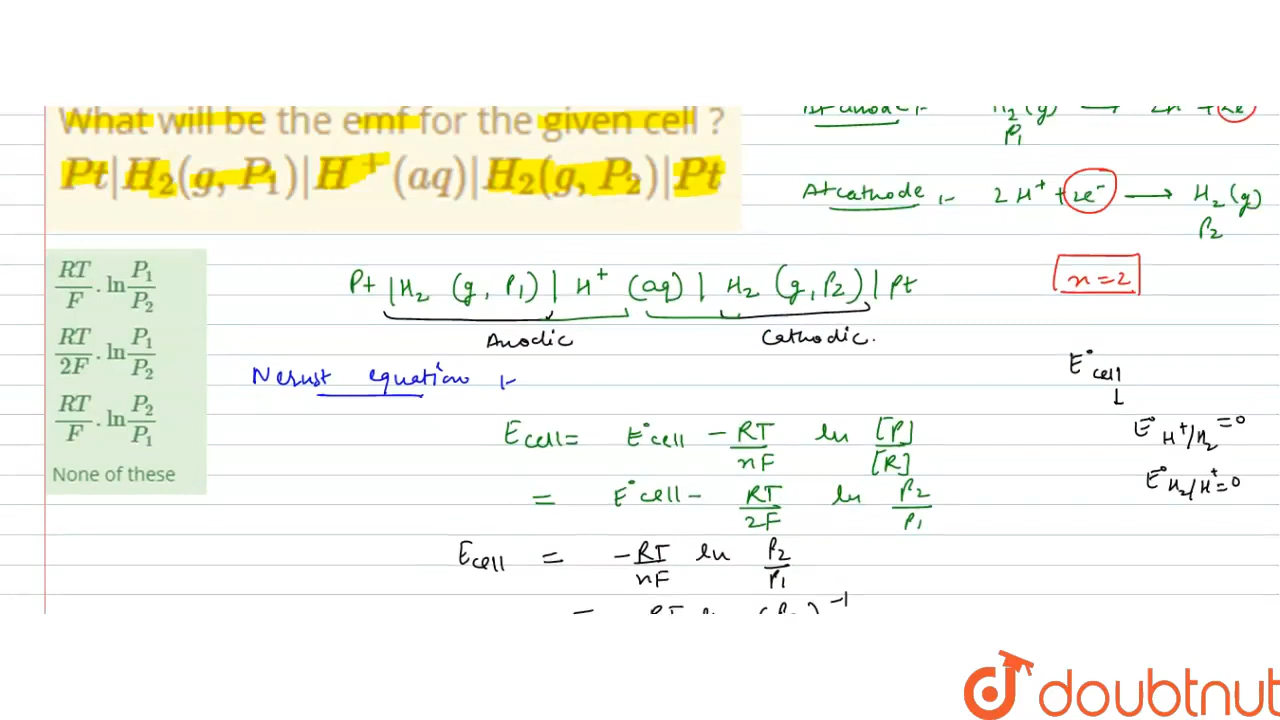 What will be the emf for the given cell ?
Pt|H₂(g, P₁)|H⁺(aq)|H₂(g, P₂)|Pt
H₂(g) ⟶
P₁
At cathode :- 2H⁺ + 2e⁻ ⟶ H₂(g)
P₂
RT/F . ln P₁/P₂
RT/2F . ln P₁/P₂
RT/F . ln P₂/P₁
None of these
Pt |H₂ (g, P₁)| H⁺ (aq) | H₂ (g, P₂)| Pt
n=2
Anodic Cathodic.
Nerust equation :-
E°cell
↓
Ecell = E°cell - RT/nF ln [P]/[R]
E°H⁺/H₂ =0
E°H₂/H⁺=0
= E°cell - RT/2F ln P₂/P₁
Ecell = -RT/nF ln P₂/P₁
doubtnut